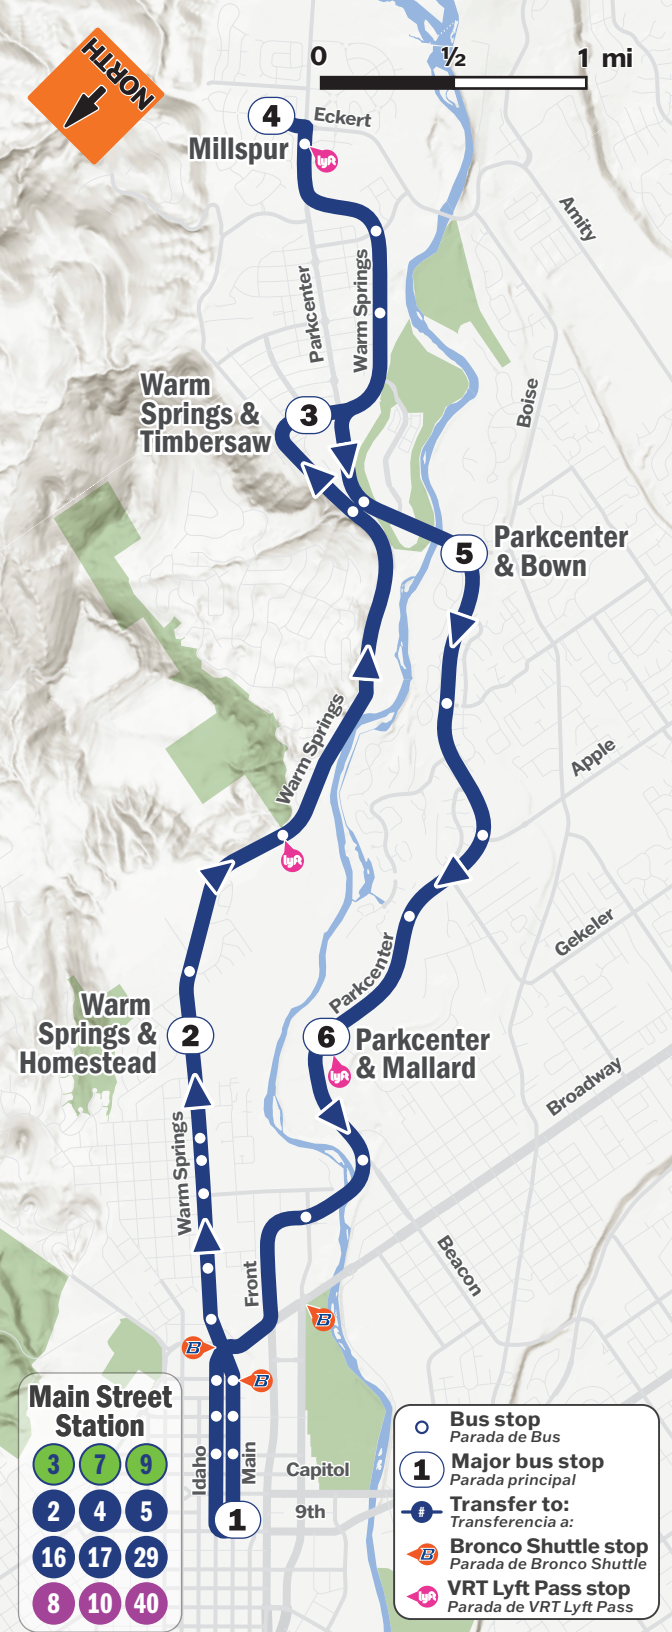 NORTH
0 ½ 1 mi
4
Eckert
Millspur
lyft
Amity
Parkcenter
Warm Springs
Boise
Warm
Springs &
Timbersaw
3
5
Parkcenter
& Bown
Warm Springs
Apple
lyft
Gekeler
Parkcenter
Warm
Springs &
Homestead
2
6
Parkcenter
& Mallard
lyft
Broadway
Warm Springs
Beacon
Front
B
B
B
Idaho
Main
Capitol
9th
1
Main Street
Station
3 7 9
2 4 5
16 17 29
8 10 40
Bus stop
Parada de Bus
1
Major bus stop
Parada principal
#
Transfer to:
Transferencia a:
B
Bronco Shuttle stop
Parada de Bronco Shuttle
lyft
VRT Lyft Pass stop
Parada de VRT Lyft Pass